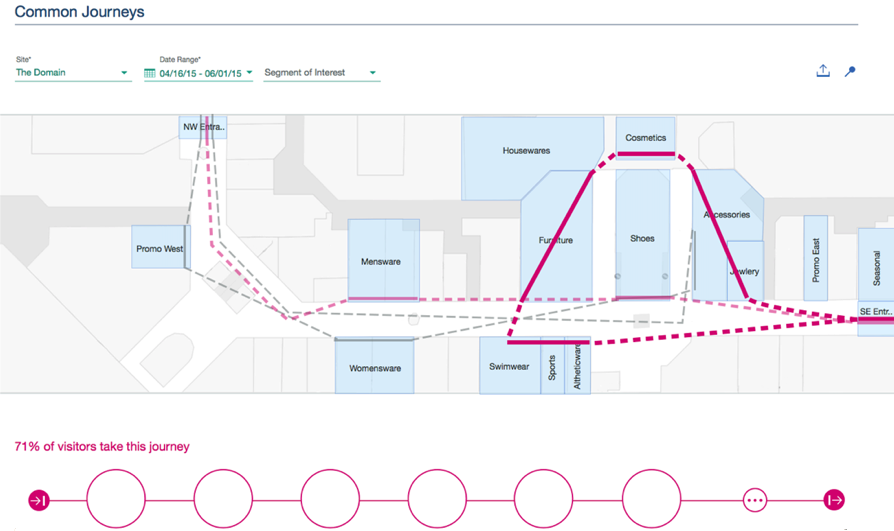 Common Journeys
Site*
The Domain
Date Range*
04/16/15 - 06/01/15
Segment of Interest
NW Entra..
Housewares
Cosmetics
Promo West
Mensware
Furniture
Shoes
Accessories
Jewlery
Promo East
Seasonal
SE Entr..
Womensware
Swimwear
Sports
Altheticware
71% of visitors take this journey